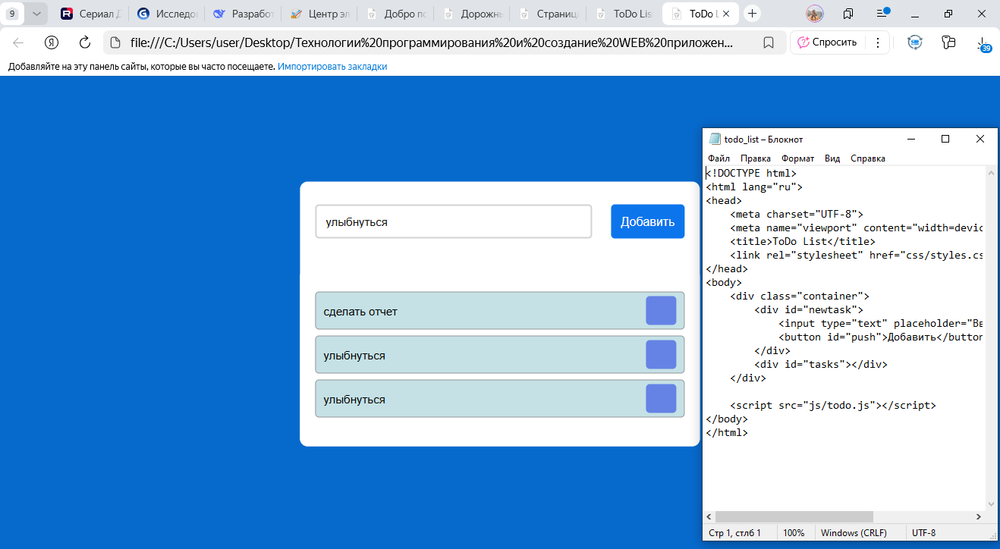 9
Сериал Д
Исследо
Разработ
Центр эл
Добро по
Дорожнь
Страниц
ToDo Lis
ToDo L
file:///C:/Users/user/Desktop/Технологии%20программирования%20и%20создание%20WEB%20приложен...
Спросить
39
Добавляйте на эту панель сайты, которые вы часто посещаете. Импортировать закладки
улыбнуться
Добавить
сделать отчет
улыбнуться
улыбнуться
todo_list – Блокнот
Файл Правка Формат Вид Справка
<!DOCTYPE html>
<html lang="ru">
<head>
    <meta charset="UTF-8">
    <meta name="viewport" content="width=devic
    <title>ToDo List</title>
    <link rel="stylesheet" href="css/styles.cs
</head>
<body>
    <div class="container">
        <div id="newtask">
            <input type="text" placeholder="Вв
            <button id="push">Добавить</button
        </div>
        <div id="tasks"></div>
    </div>
    <script src="js/todo.js"></script>
</body>
</html>
Стр 1, стлб 1 100% Windows (CRLF) UTF-8